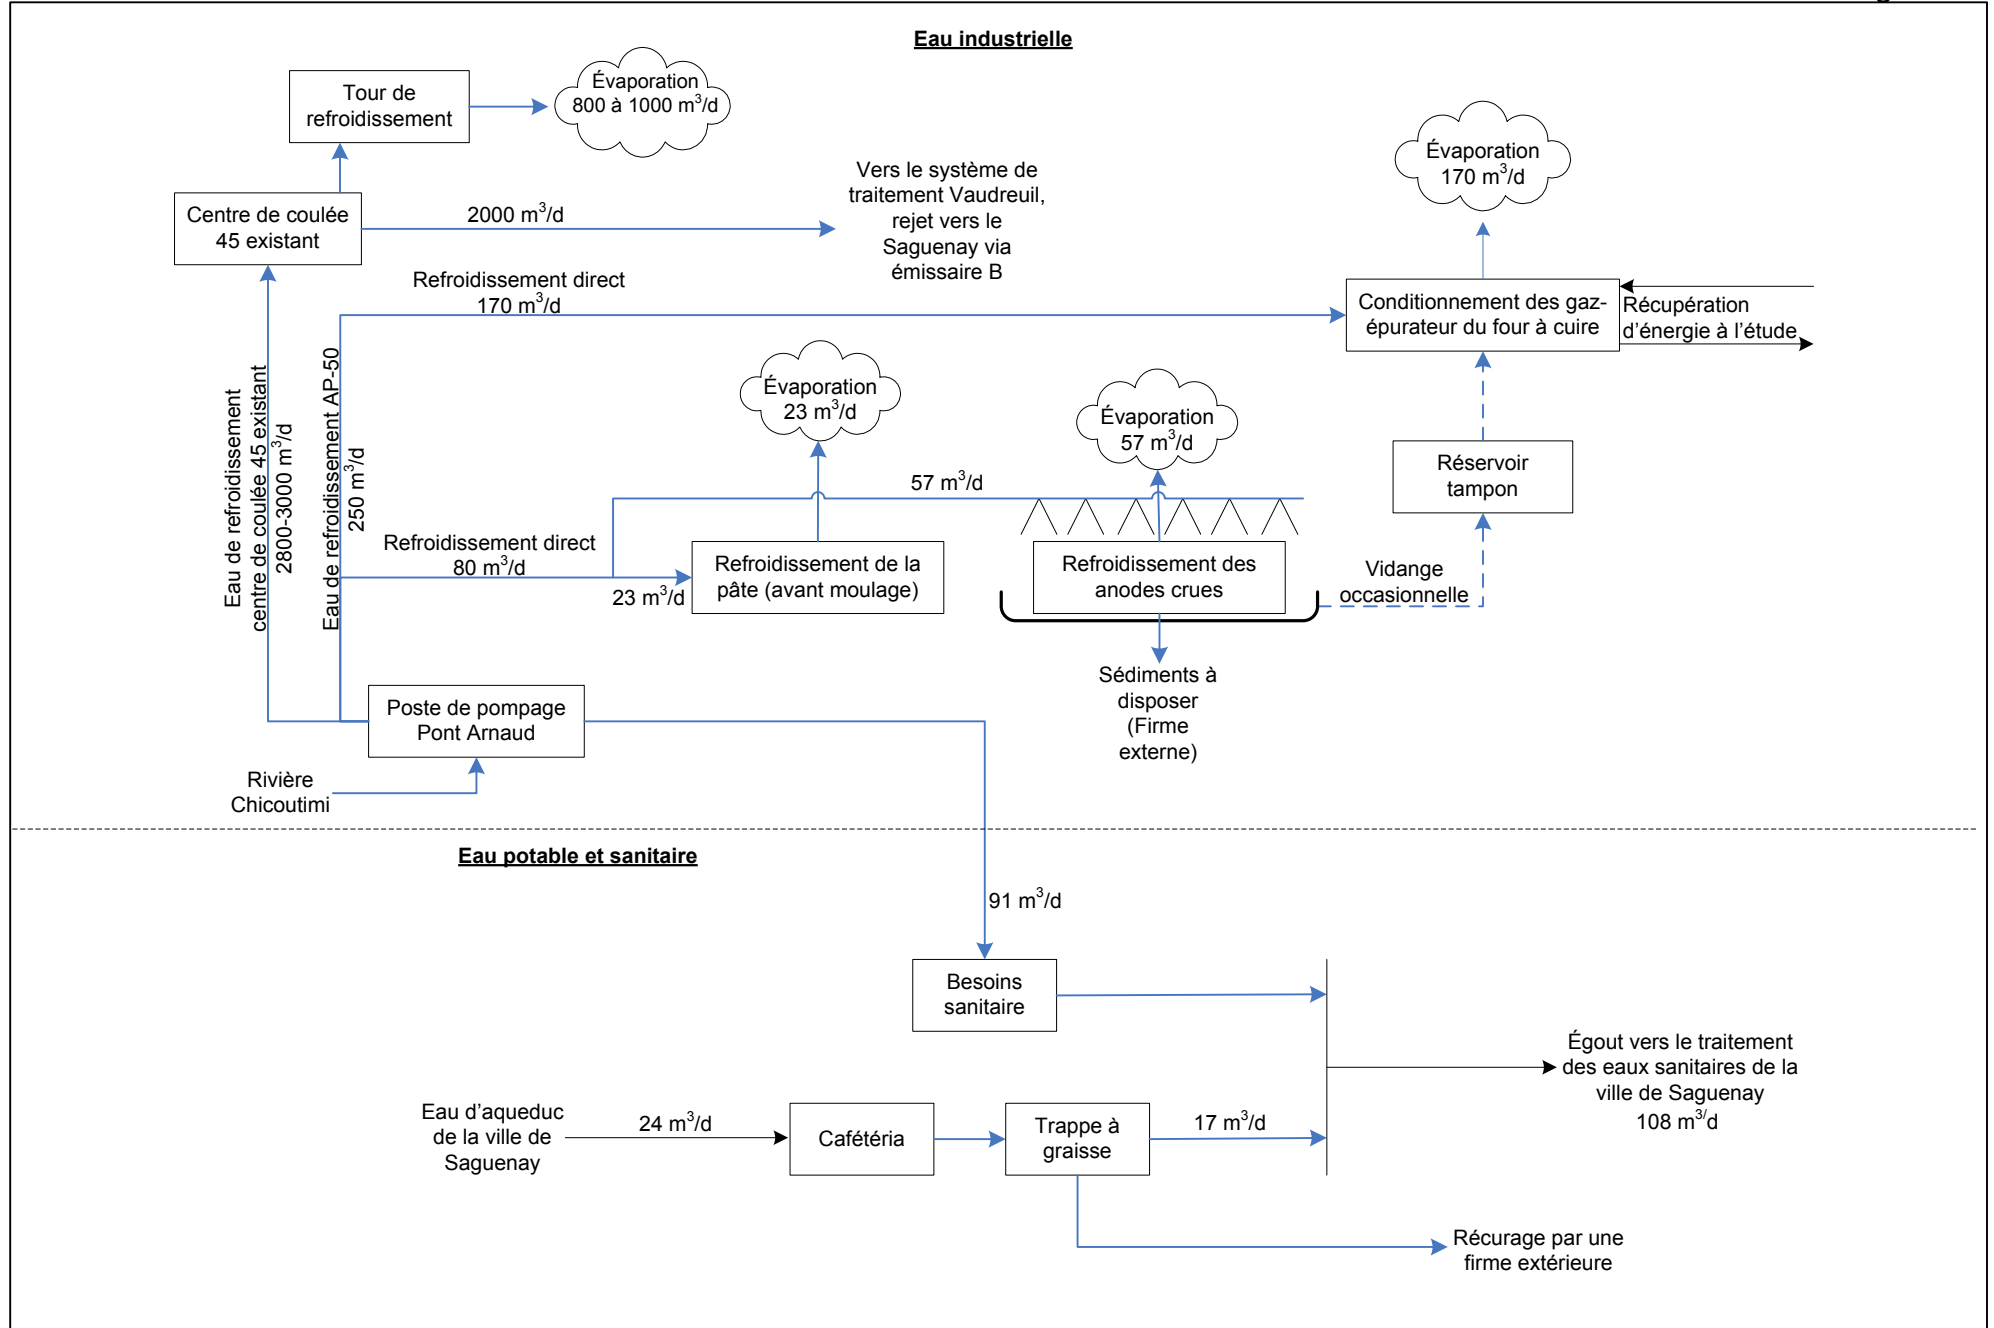 Eau industrielle
Tour de
refroidissement
Évaporation
800 à 1000 m³/d
Évaporation
170 m³/d
Centre de coulée
45 existant
2000 m³/d
Vers le système de
traitement Vaudreuil,
rejet vers le
Saguenay via
émissaire B
Refroidissement direct
170 m³/d
Conditionnement des gaz-
épurateur du four à cuire
Récupération
d'énergie à l'étude
Eau de refroidissement
centre de coulée 45 existant
2800-3000 m³/d
Eau de refroidissement AP-50
250 m³/d
Évaporation
23 m³/d
Évaporation
57 m³/d
57 m³/d
Réservoir
tampon
Refroidissement direct
80 m³/d
23 m³/d
Refroidissement de la
pâte (avant moulage)
Refroidissement des
anodes crues
Vidange
occasionnelle
Sédiments à
disposer
(Firme
externe)
Poste de pompage
Pont Arnaud
Rivière
Chicoutimi
Eau potable et sanitaire
91 m³/d
Besoins
sanitaire
Égout vers le traitement
des eaux sanitaires de la
ville de Saguenay
108 m³/d
Eau d'aqueduc
de la ville de
Saguenay
24 m³/d
Cafétéria
Trappe à
graisse
17 m³/d
Récurage par une
firme extérieure